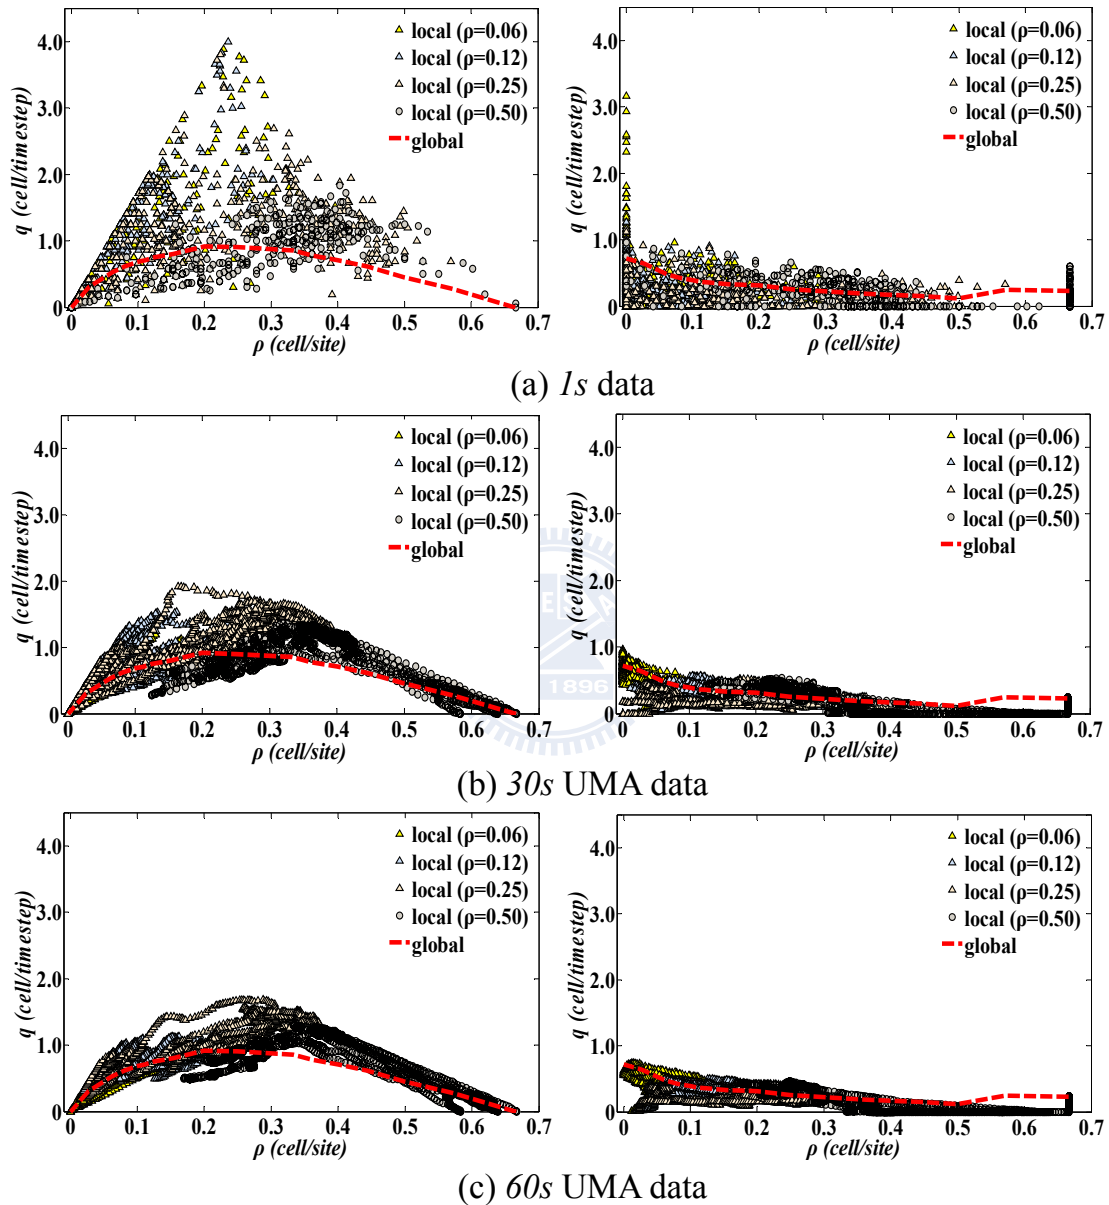 4.0
3.0
2.0
1.0
0
q (cell/timestep)
0
0.1
0.2
0.3
0.4
0.5
0.6
0.7
ρ (cell/site)
local (ρ=0.06)
local (ρ=0.12)
local (ρ=0.25)
local (ρ=0.50)
global
4.0
3.0
2.0
1.0
0
q (cell/timestep)
0
0.1
0.2
0.3
0.4
0.5
0.6
0.7
ρ (cell/site)
local (ρ=0.06)
local (ρ=0.12)
local (ρ=0.25)
local (ρ=0.50)
global
(a) 1s data
4.0
3.0
2.0
1.0
0
q (cell/timestep)
0
0.1
0.2
0.3
0.4
0.5
0.6
0.7
ρ (cell/site)
local (ρ=0.06)
local (ρ=0.12)
local (ρ=0.25)
local (ρ=0.50)
global
4.0
3.0
2.0
1.0
0
q (cell/timestep)
0
0.1
0.2
0.3
0.4
0.5
0.6
0.7
ρ (cell/site)
local (ρ=0.06)
local (ρ=0.12)
local (ρ=0.25)
local (ρ=0.50)
global
1896
(b) 30s UMA data
4.0
3.0
2.0
1.0
0
q (cell/timestep)
0
0.1
0.2
0.3
0.4
0.5
0.6
0.7
ρ (cell/site)
local (ρ=0.06)
local (ρ=0.12)
local (ρ=0.25)
local (ρ=0.50)
global
4.0
3.0
2.0
1.0
0
q (cell/timestep)
0
0.1
0.2
0.3
0.4
0.5
0.6
0.7
ρ (cell/site)
local (ρ=0.06)
local (ρ=0.12)
local (ρ=0.25)
local (ρ=0.50)
global
(c) 60s UMA data